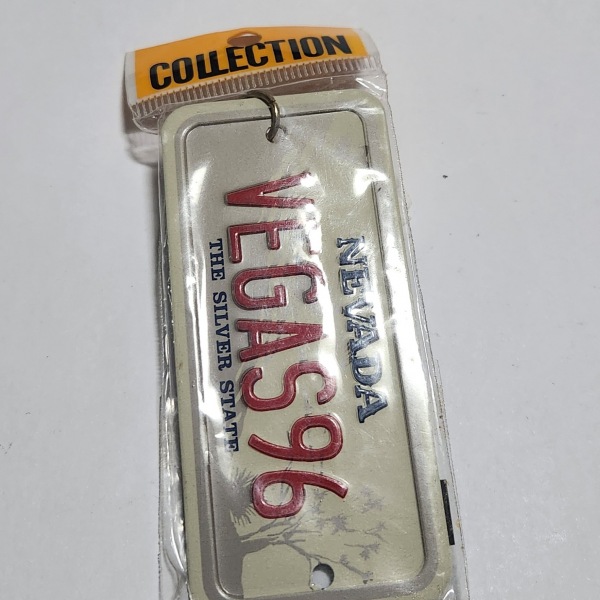 COLLECTION
NEVADA
VEGAS96
THE SILVER STATE